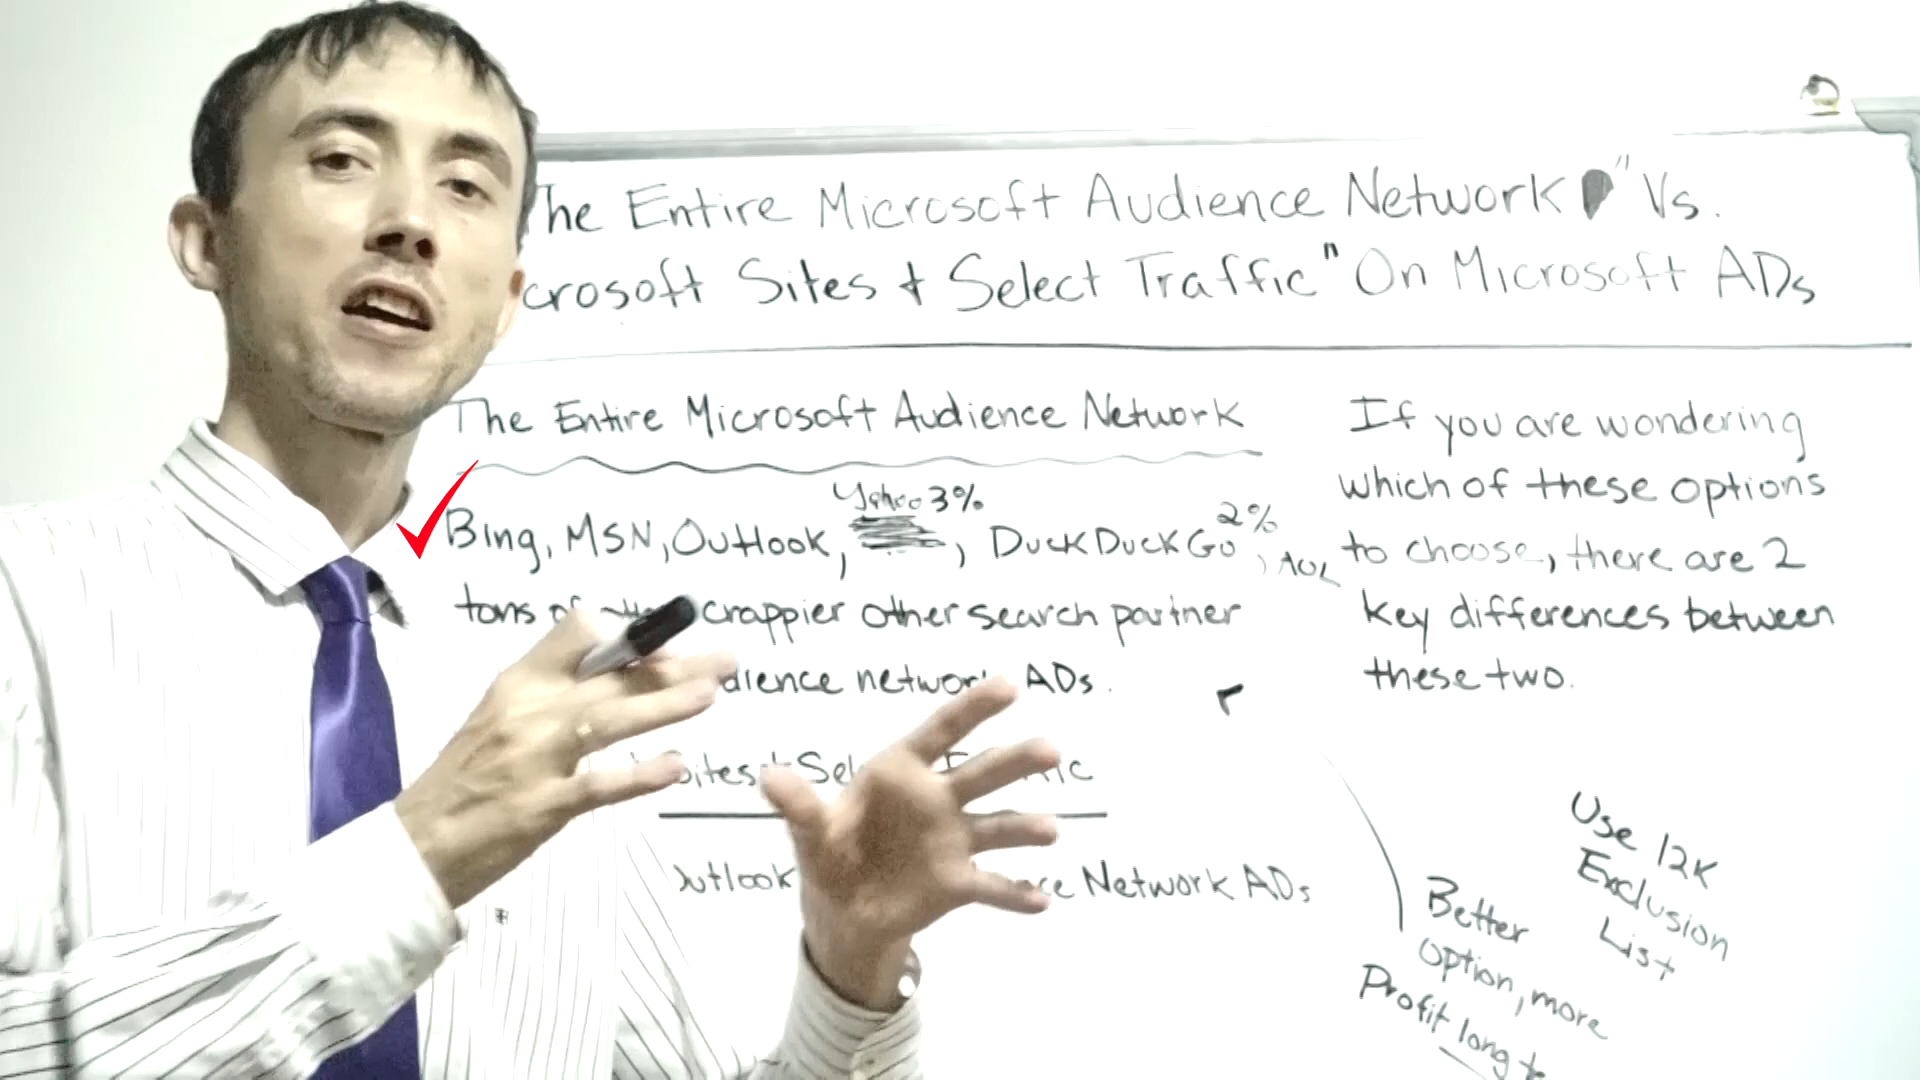 The Entire Microsoft Audience Network" Vs.
crosoft Sites & Select Traffic" On Microsoft ADs
The Entire Microsoft Audience Network
Yahoo 3%
2%
Bing, MSN, Outlook, , DuckDuckGo, AOL
tons of crappier other search partner
dience network ADs.
Sites & Sel ic
utlook ce Network ADs
If you are wondering
which of these options
to choose, there are 2
key differences between
these two.
Use 12K
Exclusion
List
Better
option, more
Profit long t